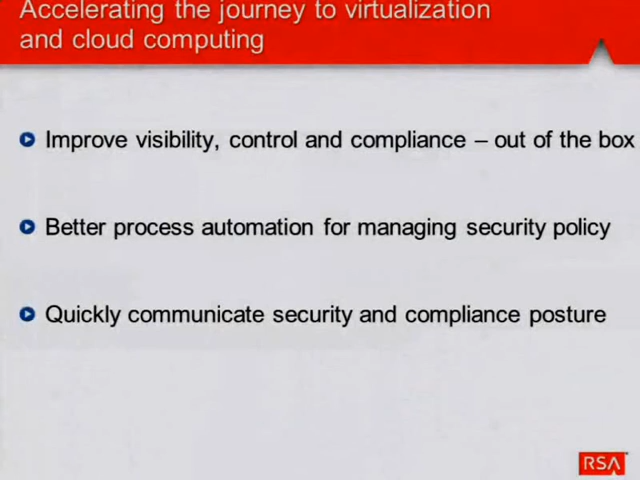 Accelerating the journey to virtualization
and cloud computing
Improve visibility, control and compliance – out of the box
Better process automation for managing security policy
Quickly communicate security and compliance posture
RSA